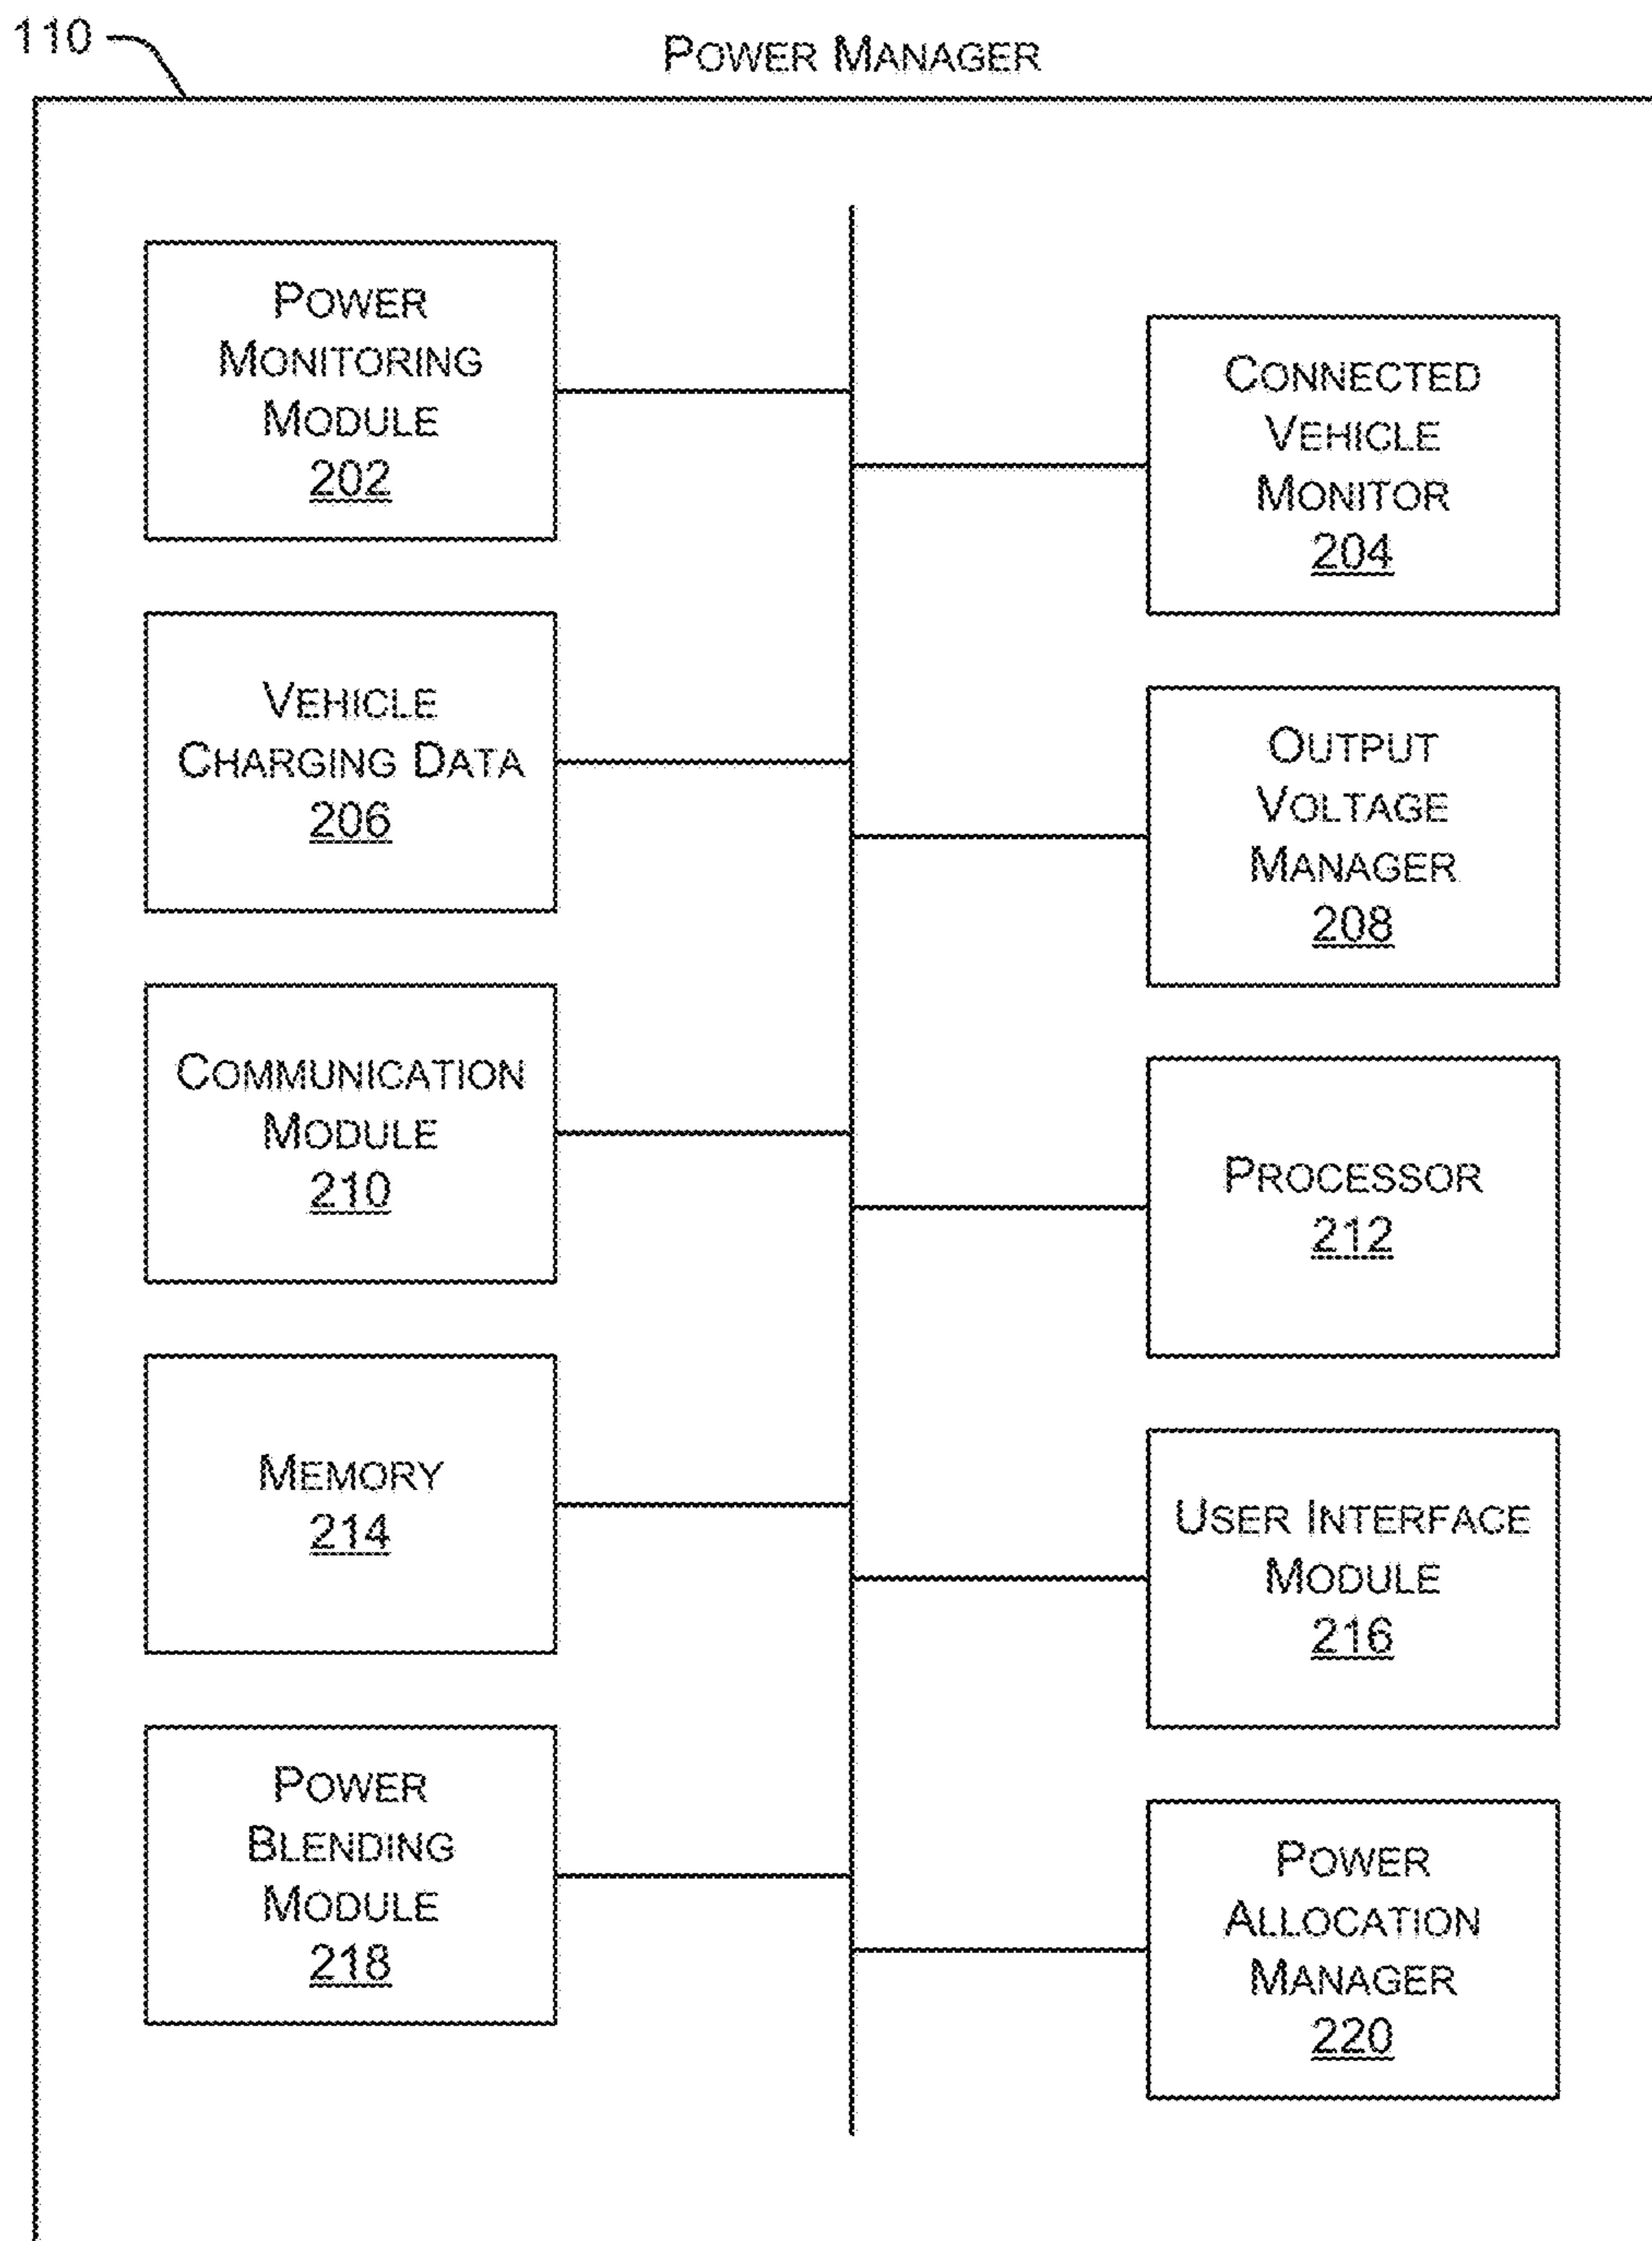 110
POWER MANAGER
POWER
MONITORING
MODULE
202
CONNECTED
VEHICLE
MONITOR
204
VEHICLE
CHARGING DATA
206
OUTPUT
VOLTAGE
MANAGER
208
COMMUNICATION
MODULE
210
PROCESSOR
212
MEMORY
214
USER INTERFACE
MODULE
216
POWER
BLENDING
MODULE
218
POWER
ALLOCATION
MANAGER
220